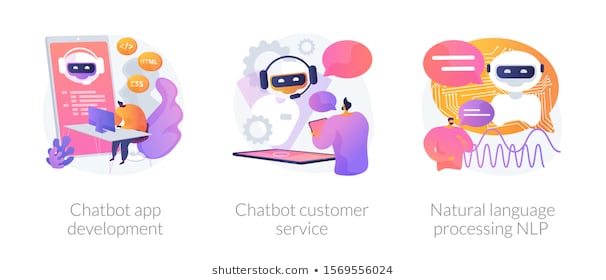 </>
HTML
CSS
Chatbot app
development
Chatbot customer
service
Natural language
processing NLP
shutterstock.com • 1569556024